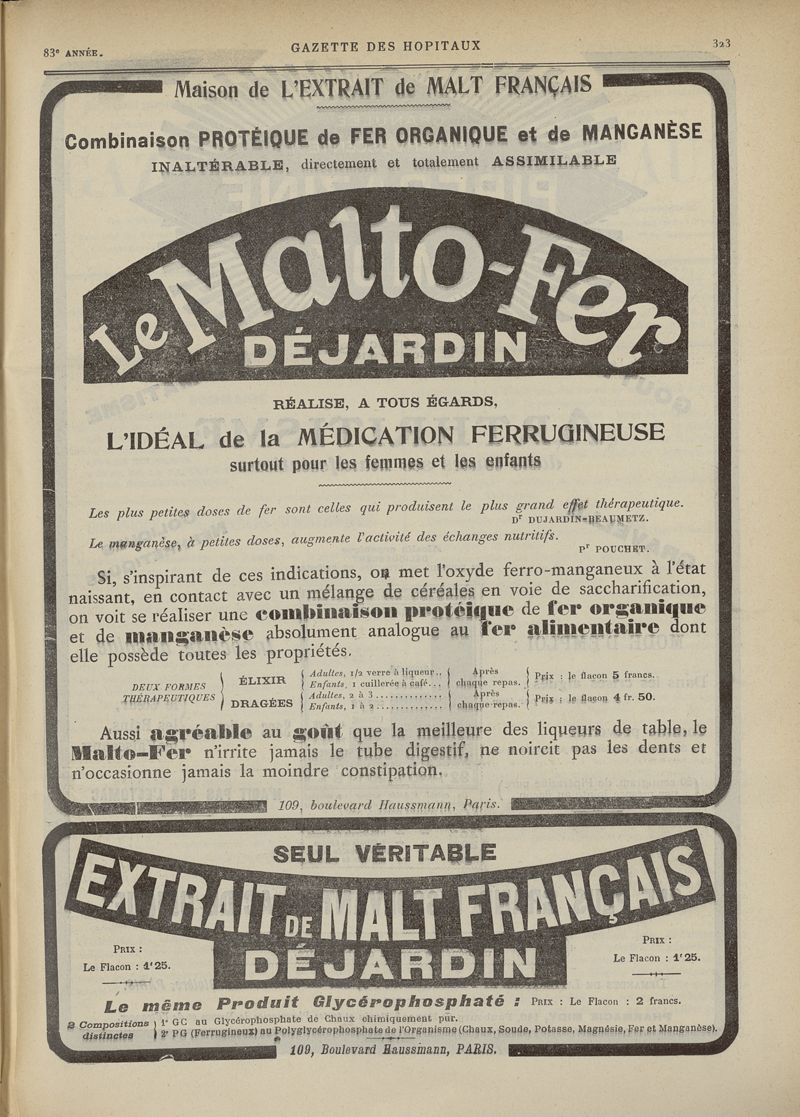 83e ANNÉE.
GAZETTE DES HOPITAUX
323
Maison de L'EXTRAIT de MALT FRANÇAIS
Combinaison PROTÉIQUE de FER ORGANIQUE et de MANGANÈSE
INALTÉRABLE, directement et totalement ASSIMILABLE
Le Malto-Fer
DÉJARDIN
RÉALISE, A TOUS ÉGARDS,
L'IDÉAL de la MÉDICATION FERRUGINEUSE
surtout pour les femmes et les enfants
Les plus petites doses de fer sont celles qui produisent le plus grand effet thérapeutique.
Dr DUJARDIN-BEAUMETZ.
Le manganèse, à petites doses, augmente l'activité des échanges nutritifs.
Pr POUCHET.
Si, s'inspirant de ces indications, on met l'oxyde ferro-manganeux à l'état
naissant, en contact avec un mélange de céréales en voie de saccharification,
on voit se réaliser une combinaison protéique de fer organique
et de manganèse absolument analogue au fer alimentaire dont
elle possède toutes les propriétés.
DEUX FORMES
THÉRAPEUTIQUES
ÉLIXIR
Adultes, 1/2 verre à liqueur..
Enfants, 1 cuillerée à café...
Après
chaque repas.
Prix : le flacon 5 francs.
DRAGÉES
Adultes, 2 à 3 .............
Enfants, 1 à 2.............
Après
chaque repas.
Prix : le flacon 4 fr. 50.
Aussi agréable au goût que la meilleure des liqueurs de table, le
Malto-Fer n'irrite jamais le tube digestif, ne noircit pas les dents et
n'occasionne jamais la moindre constipation.
109, boulevard Haussmann, Paris.
SEUL VÉRITABLE
EXTRAIT DE MALT FRANÇAIS
DÉJARDIN
PRIX :
Le Flacon : 1f 25.
PRIX :
Le Flacon : 1f 25.
Le même Produit Glycérophosphaté : PRIX : Le Flacon : 2 francs.
2 Compositions
distinctes
1° GC au Glycérophosphate de Chaux chimiquement pur.
2° PG (Ferrugineux) au Polyglycérophosphate de l'Organisme (Chaux, Soude, Potasse, Magnésie, Fer et Manganèse).
109, Boulevard Haussmann, PARIS.